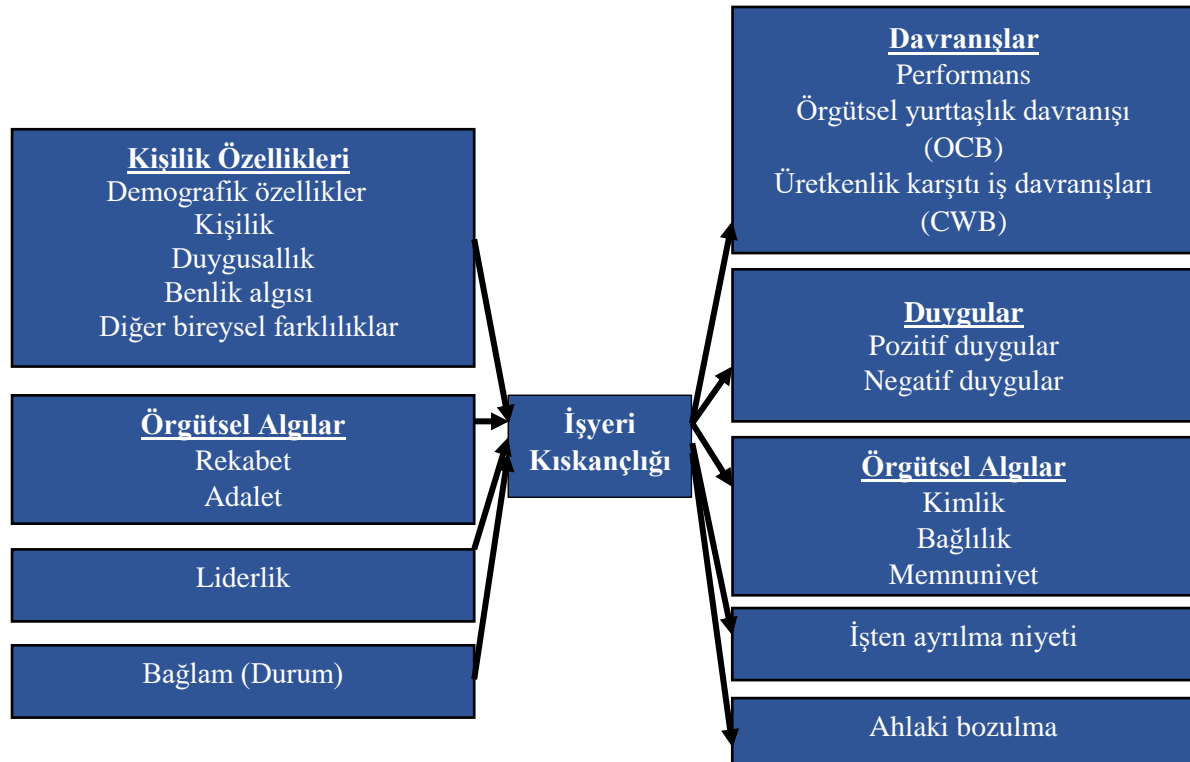 Kişilik Özellikleri
Demografik özellikler
Kişilik
Duygusallık
Benlik algısı
Diğer bireysel farklılıklar
Örgütsel Algılar
Rekabet
Adalet
Liderlik
Bağlam (Durum)
İşyeri
Kıskançlığı
Davranışlar
Performans
Örgütsel yurttaşlık davranışı
(OCB)
Üretkenlik karşıtı iş davranışları
(CWB)
Duygular
Pozitif duygular
Negatif duygular
Örgütsel Algılar
Kimlik
Bağlılık
Memnuniyet
İşten ayrılma niyeti
Ahlaki bozulma